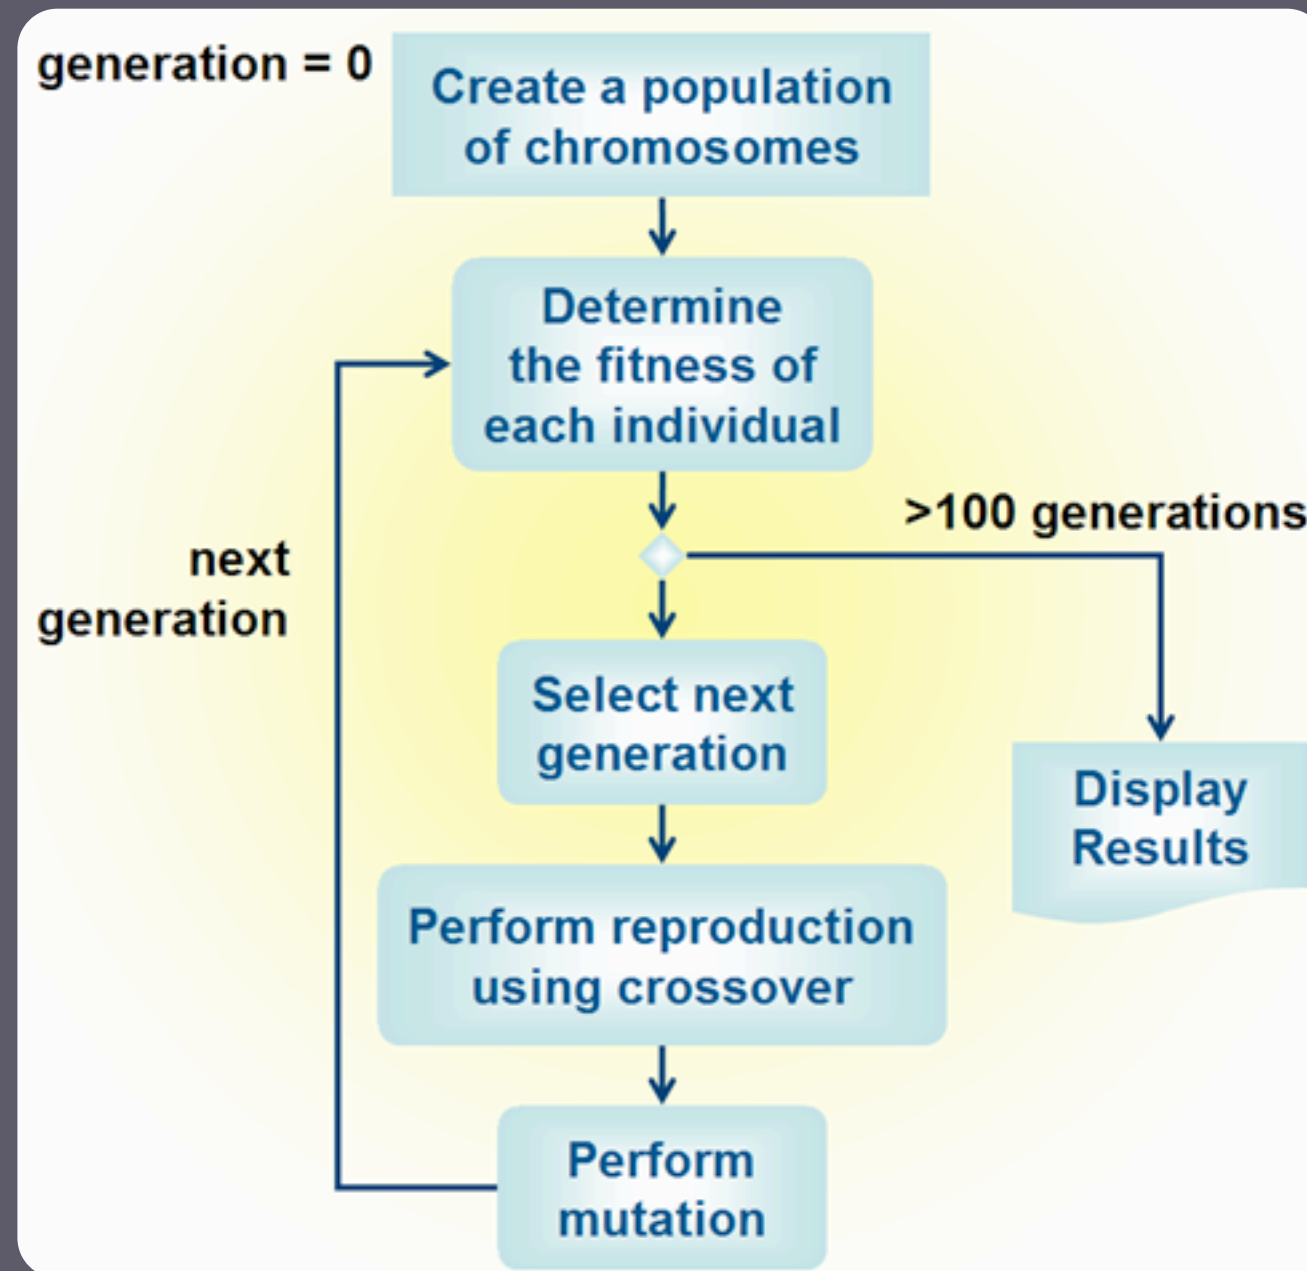 generation = 0
Create a population
of chromosomes
Determine
the fitness of
each individual
>100 generations
next
generation
Select next
generation
Display
Results
Perform reproduction
using crossover
Perform
mutation